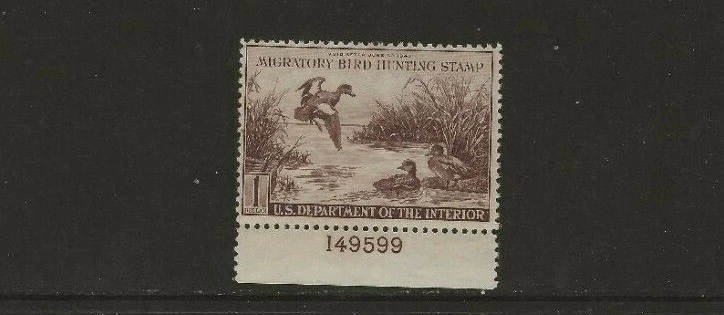 MIGRATORY BIRD HUNTING STAMP
1
U.S. DEPARTMENT OF THE INTERIOR
149599